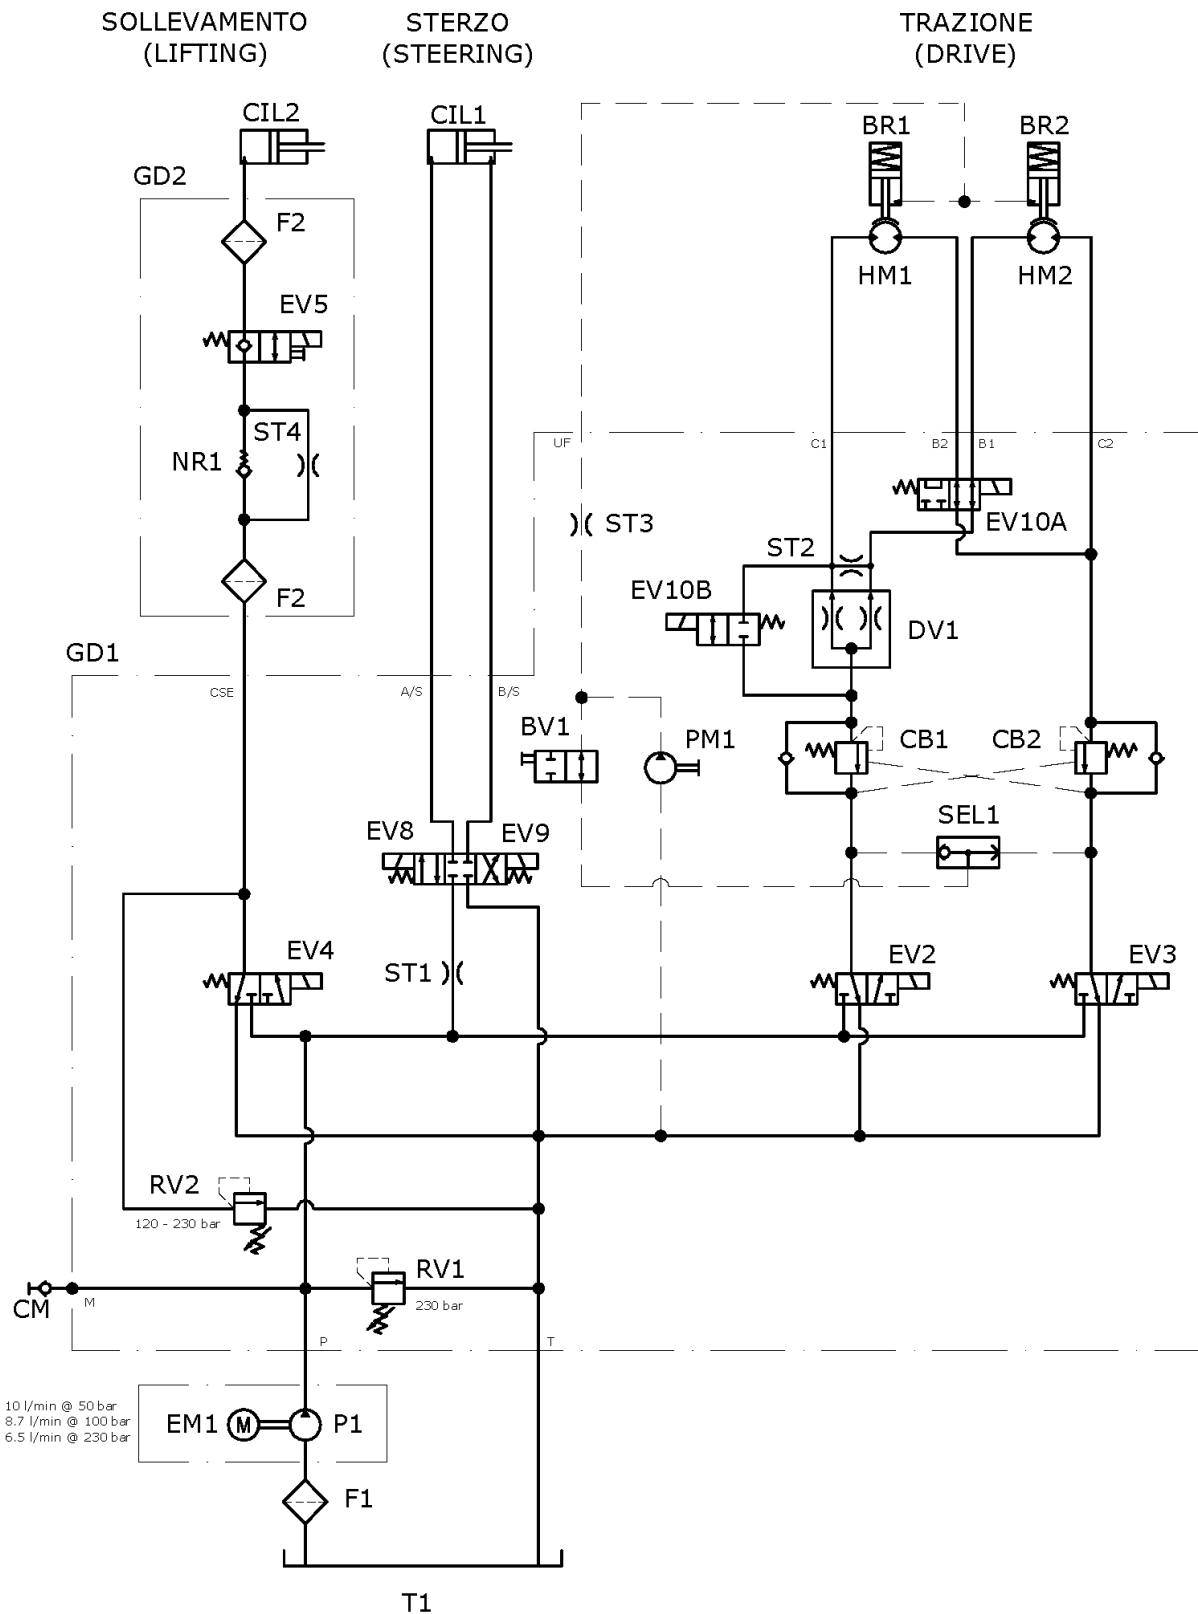 SOLLEVAMENTO
(LIFTING)
STERZO
(STEERING)
TRAZIONE
(DRIVE)
CIL2
CIL1
BR1
BR2
GD2
F2
HM1
HM2
EV5
ST4
NR1
UF
C1
B2
B1
C2
ST3
EV10A
ST2
EV10B
F2
DV1
GD1
CSE
A/S
B/S
BV1
PM1
CB1
CB2
SEL1
EV8
EV9
EV4
ST1
EV2
EV3
RV2
120 - 230 bar
RV1
230 bar
CM
M
P
T
10 l/min @ 50 bar
8.7 l/min @ 100 bar
6.5 l/min @ 230 bar
EM1
M
P1
F1
T1